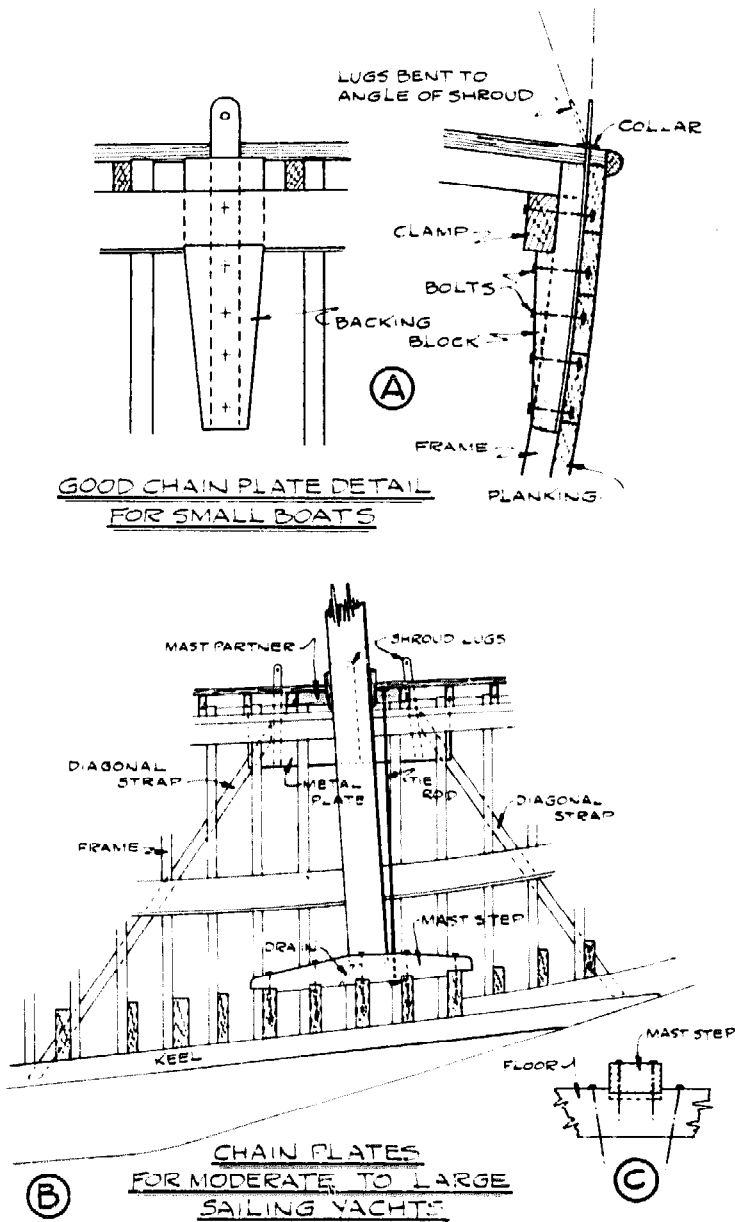 LUGS BENT TO
ANGLE OF SHROUD
COLLAR
CLAMP
BOLTS
BACKING
BLOCK
A
FRAME
PLANKING
GOOD CHAIN PLATE DETAIL
FOR SMALL BOATS
MAST PARTNER
SHROUD LUGS
DIAGONAL
STRAP
METAL
PLATE
TIE
ROD
DIAGONAL
STRAP
FRAME
MAST STEP
DRAIN
KEEL
MAST STEP
FLOOR
CHAIN PLATES
FOR MODERATE TO LARGE
SAILING YACHTS
B
C